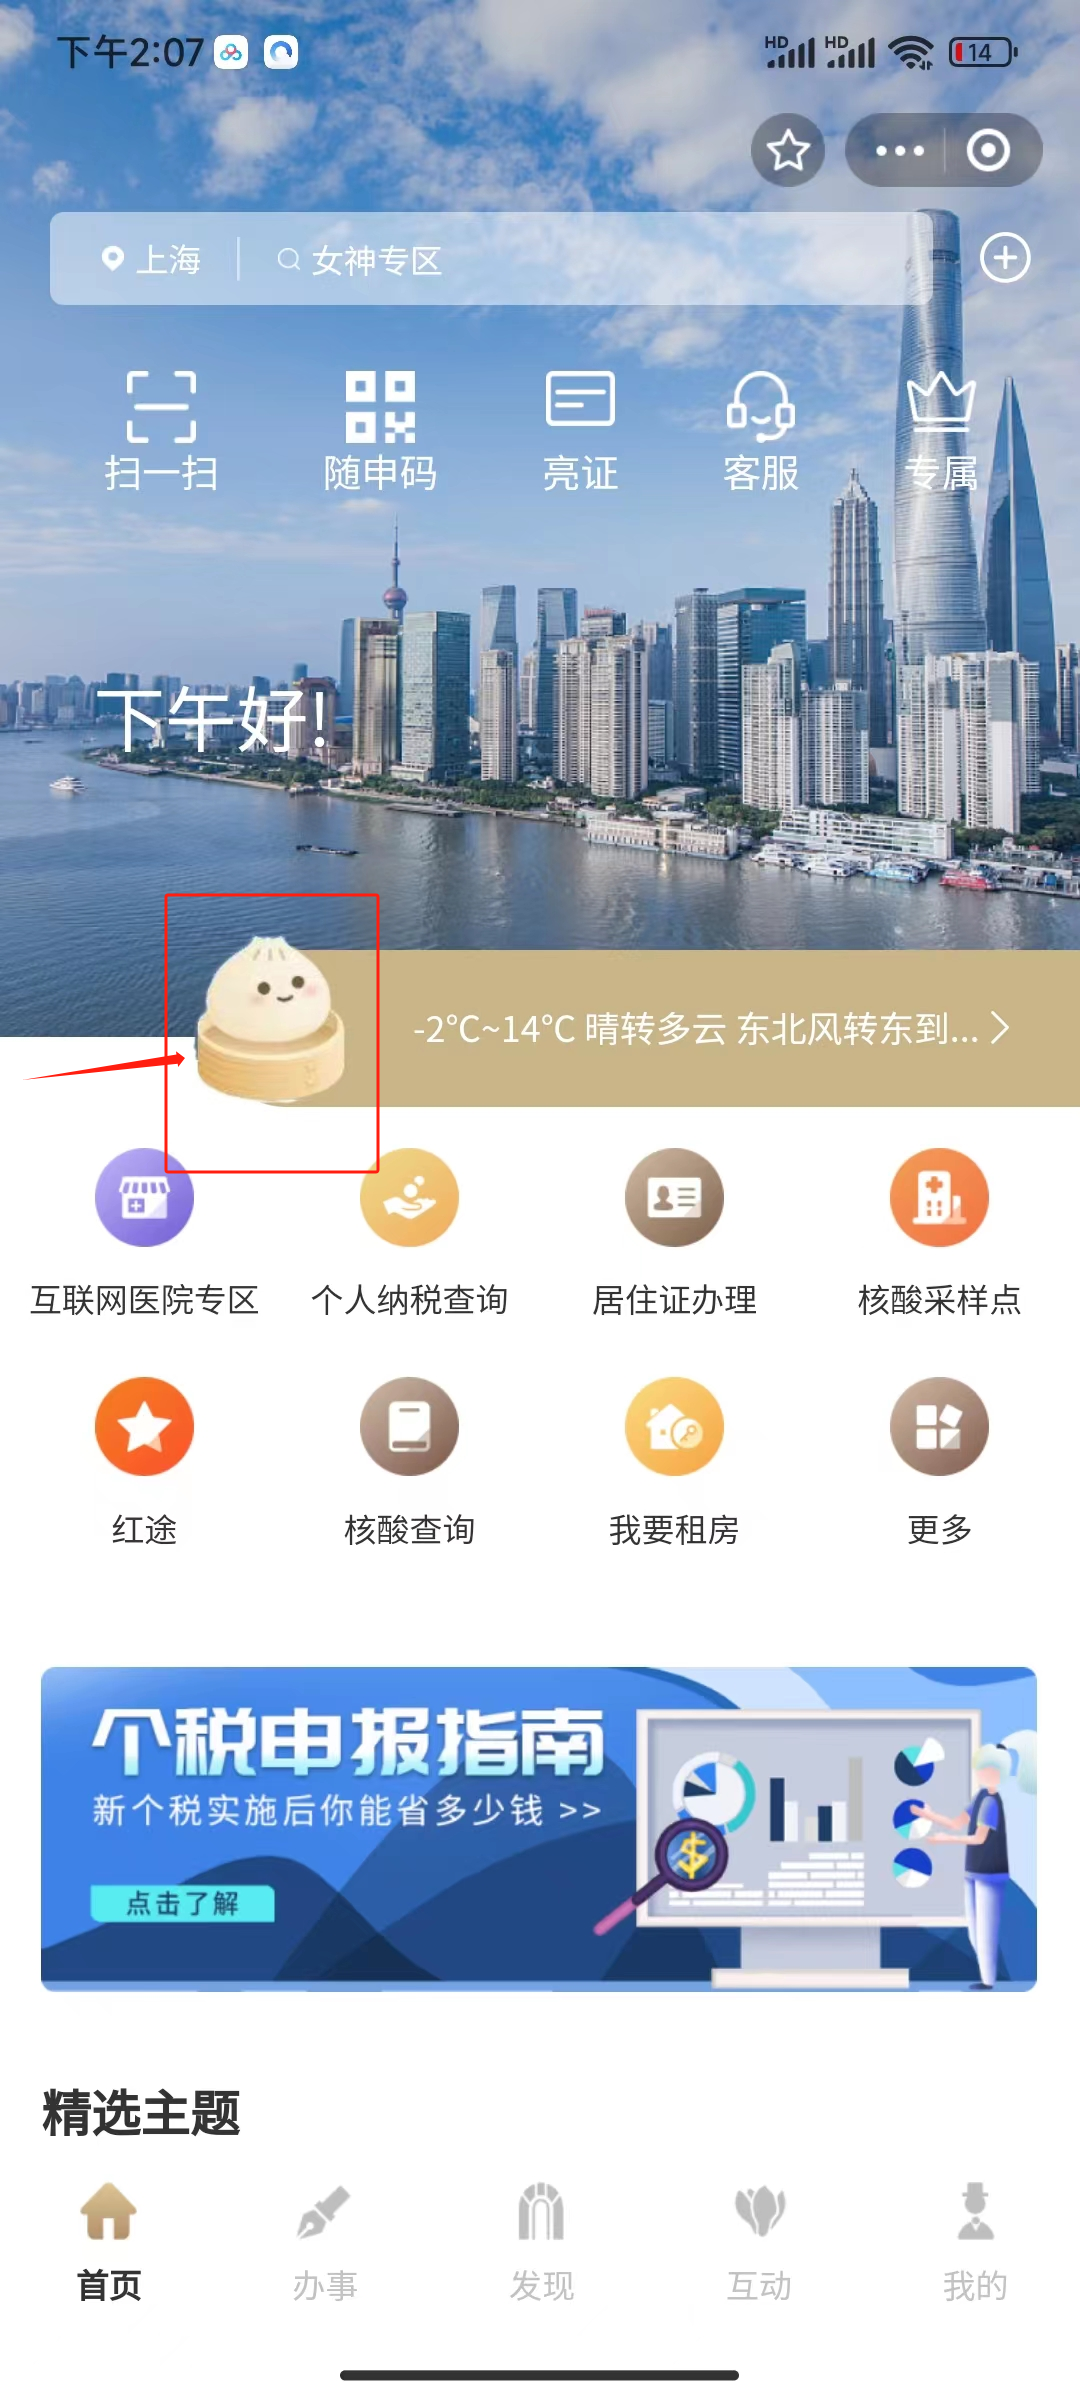 下午2:07
HD HD 14
上海 女神专区
扫一扫 随申码 亮证 客服 专属
下午好!
-2°C~14°C 晴转多云 东北风转东到...
互联网医院专区 个人纳税查询 居住证办理 核酸采样点
红途 核酸查询 我要租房 更多
个税申报指南
新个税实施后你能省多少钱 >>
点击了解
精选主题
首页 办事 发现 互动 我的